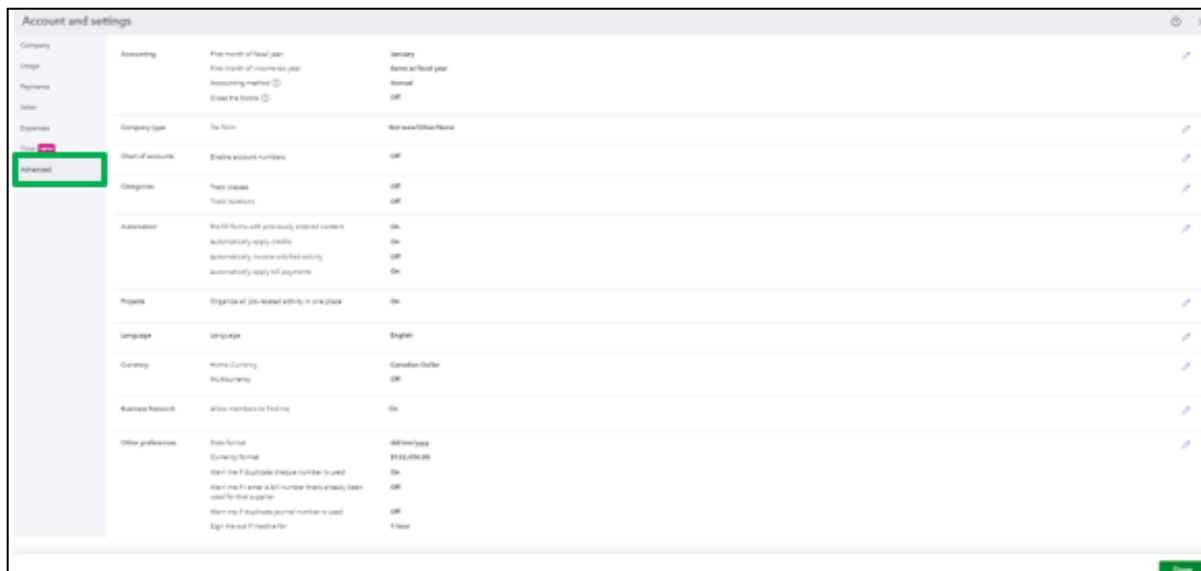 Account and settings
Company
Usage
Payments
Sales
Expenses
Time
Advanced
Accounting First month of fiscal year January
First month of income tax year Same as fiscal year
Accounting method Accrual
Close the books Off
Company type Tax form Not sure/Other/None
Chart of accounts Enable account numbers Off
Categories Track classes Off
Track locations Off
Automation Pre-fill forms with previously entered content On
Automatically apply credits On
Automatically invoice unbilled activity Off
Automatically apply bill payments On
Projects Organize all job-related activity in one place On
Language Language English
Currency Home Currency Canadian Dollar
Multicurrency Off
Business Network Allow members to find me On
Other preferences Date format dd/mm/yyyy
Currency format
Warn me if duplicate cheque number is used On
Warn me if I enter a bill number that's already been Off
used for that supplier
Warn me if duplicate journal number is used Off
Sign me out if inactive for 1 hour